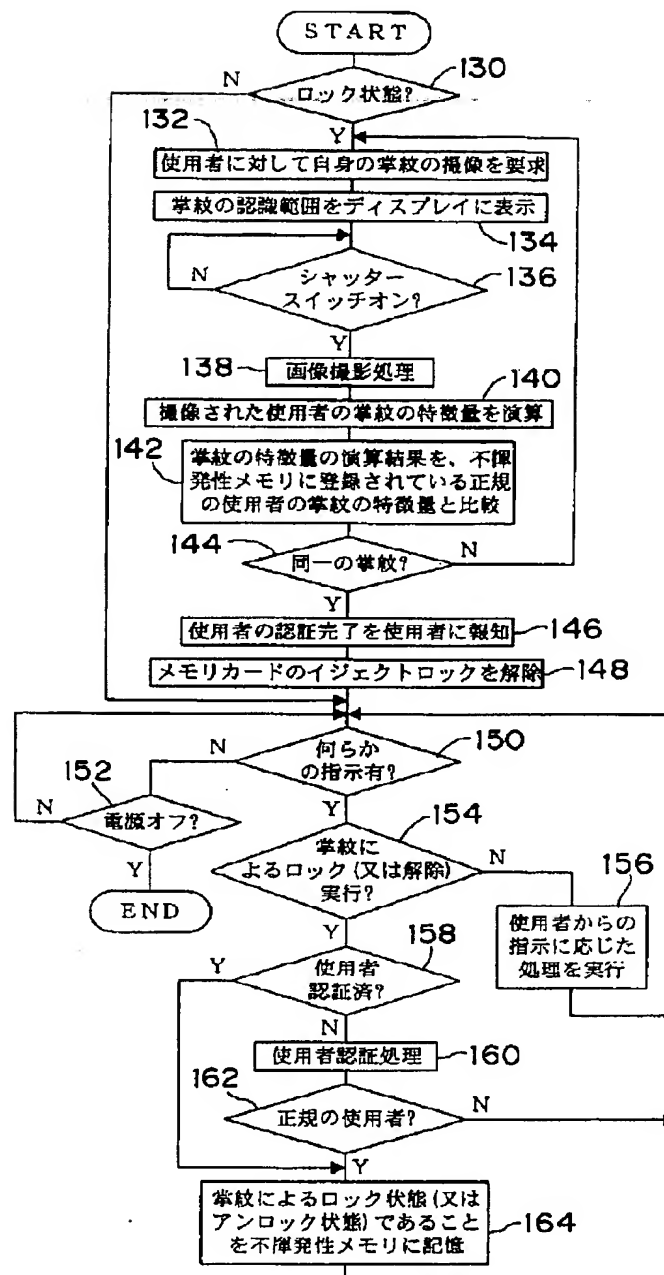 START
130
N
ロック状態?
132
Y
使用者に対して自身の掌紋の撮像を要求
掌紋の認識範囲をディスプレイに表示
134
N
シャッター
スイッチオン?
136
Y
138
画像撮影処理
140
撮像された使用者の掌紋の特徴量を演算
142
掌紋の特徴量の演算結果を、不揮
発性メモリに登録されている正規
の使用者の掌紋の特徴量と比較
144
同一の掌紋?
N
Y
使用者の認証完了を使用者に報知
146
メモリカードのイジェクトロックを解除
148
N
何らか
の指示有?
150
152
Y
N
電源オフ?
154
Y
END
掌紋に
よるロック(又は解除)
実行?
N
156
使用者からの
指示に応じた
処理を実行
Y
158
Y
使用者
認証済?
N
使用者認証処理
160
162
正規の使用者?
N
Y
掌紋によるロック状態(又は
アンロック状態)であること
を不揮発性メモリに記憶
164